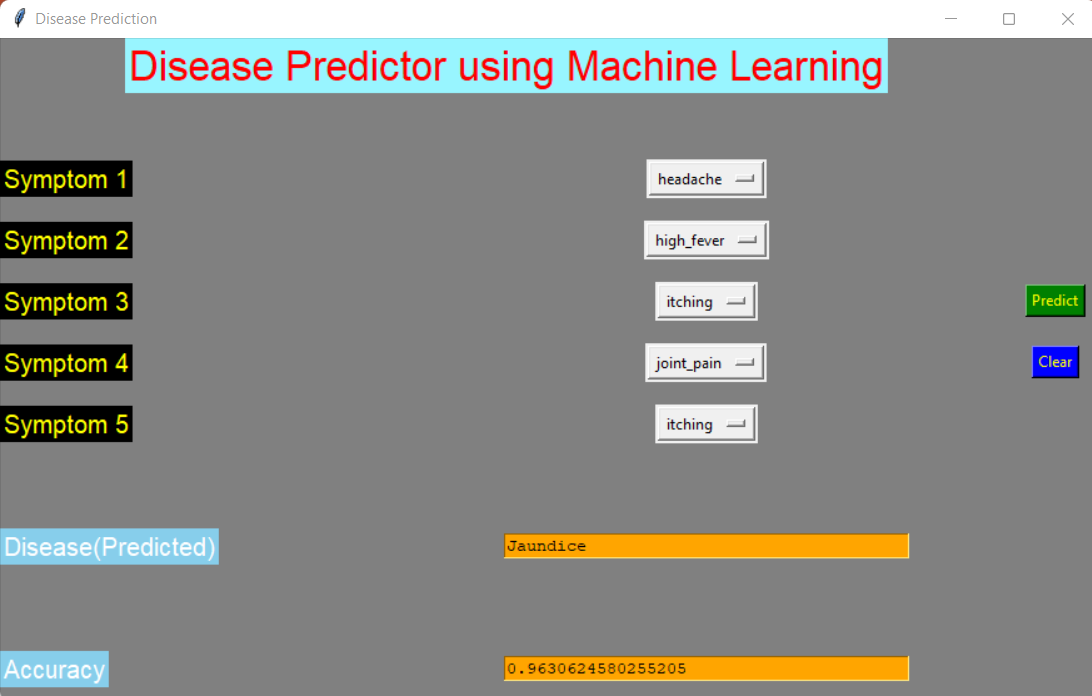 Disease Prediction
Disease Predictor using Machine Learning
Symptom 1 headache
Symptom 2 high_fever
Symptom 3 itching Predict
Symptom 4 joint_pain Clear
Symptom 5 itching
Disease(Predicted) Jaundice
Accuracy 0.9630624580255205